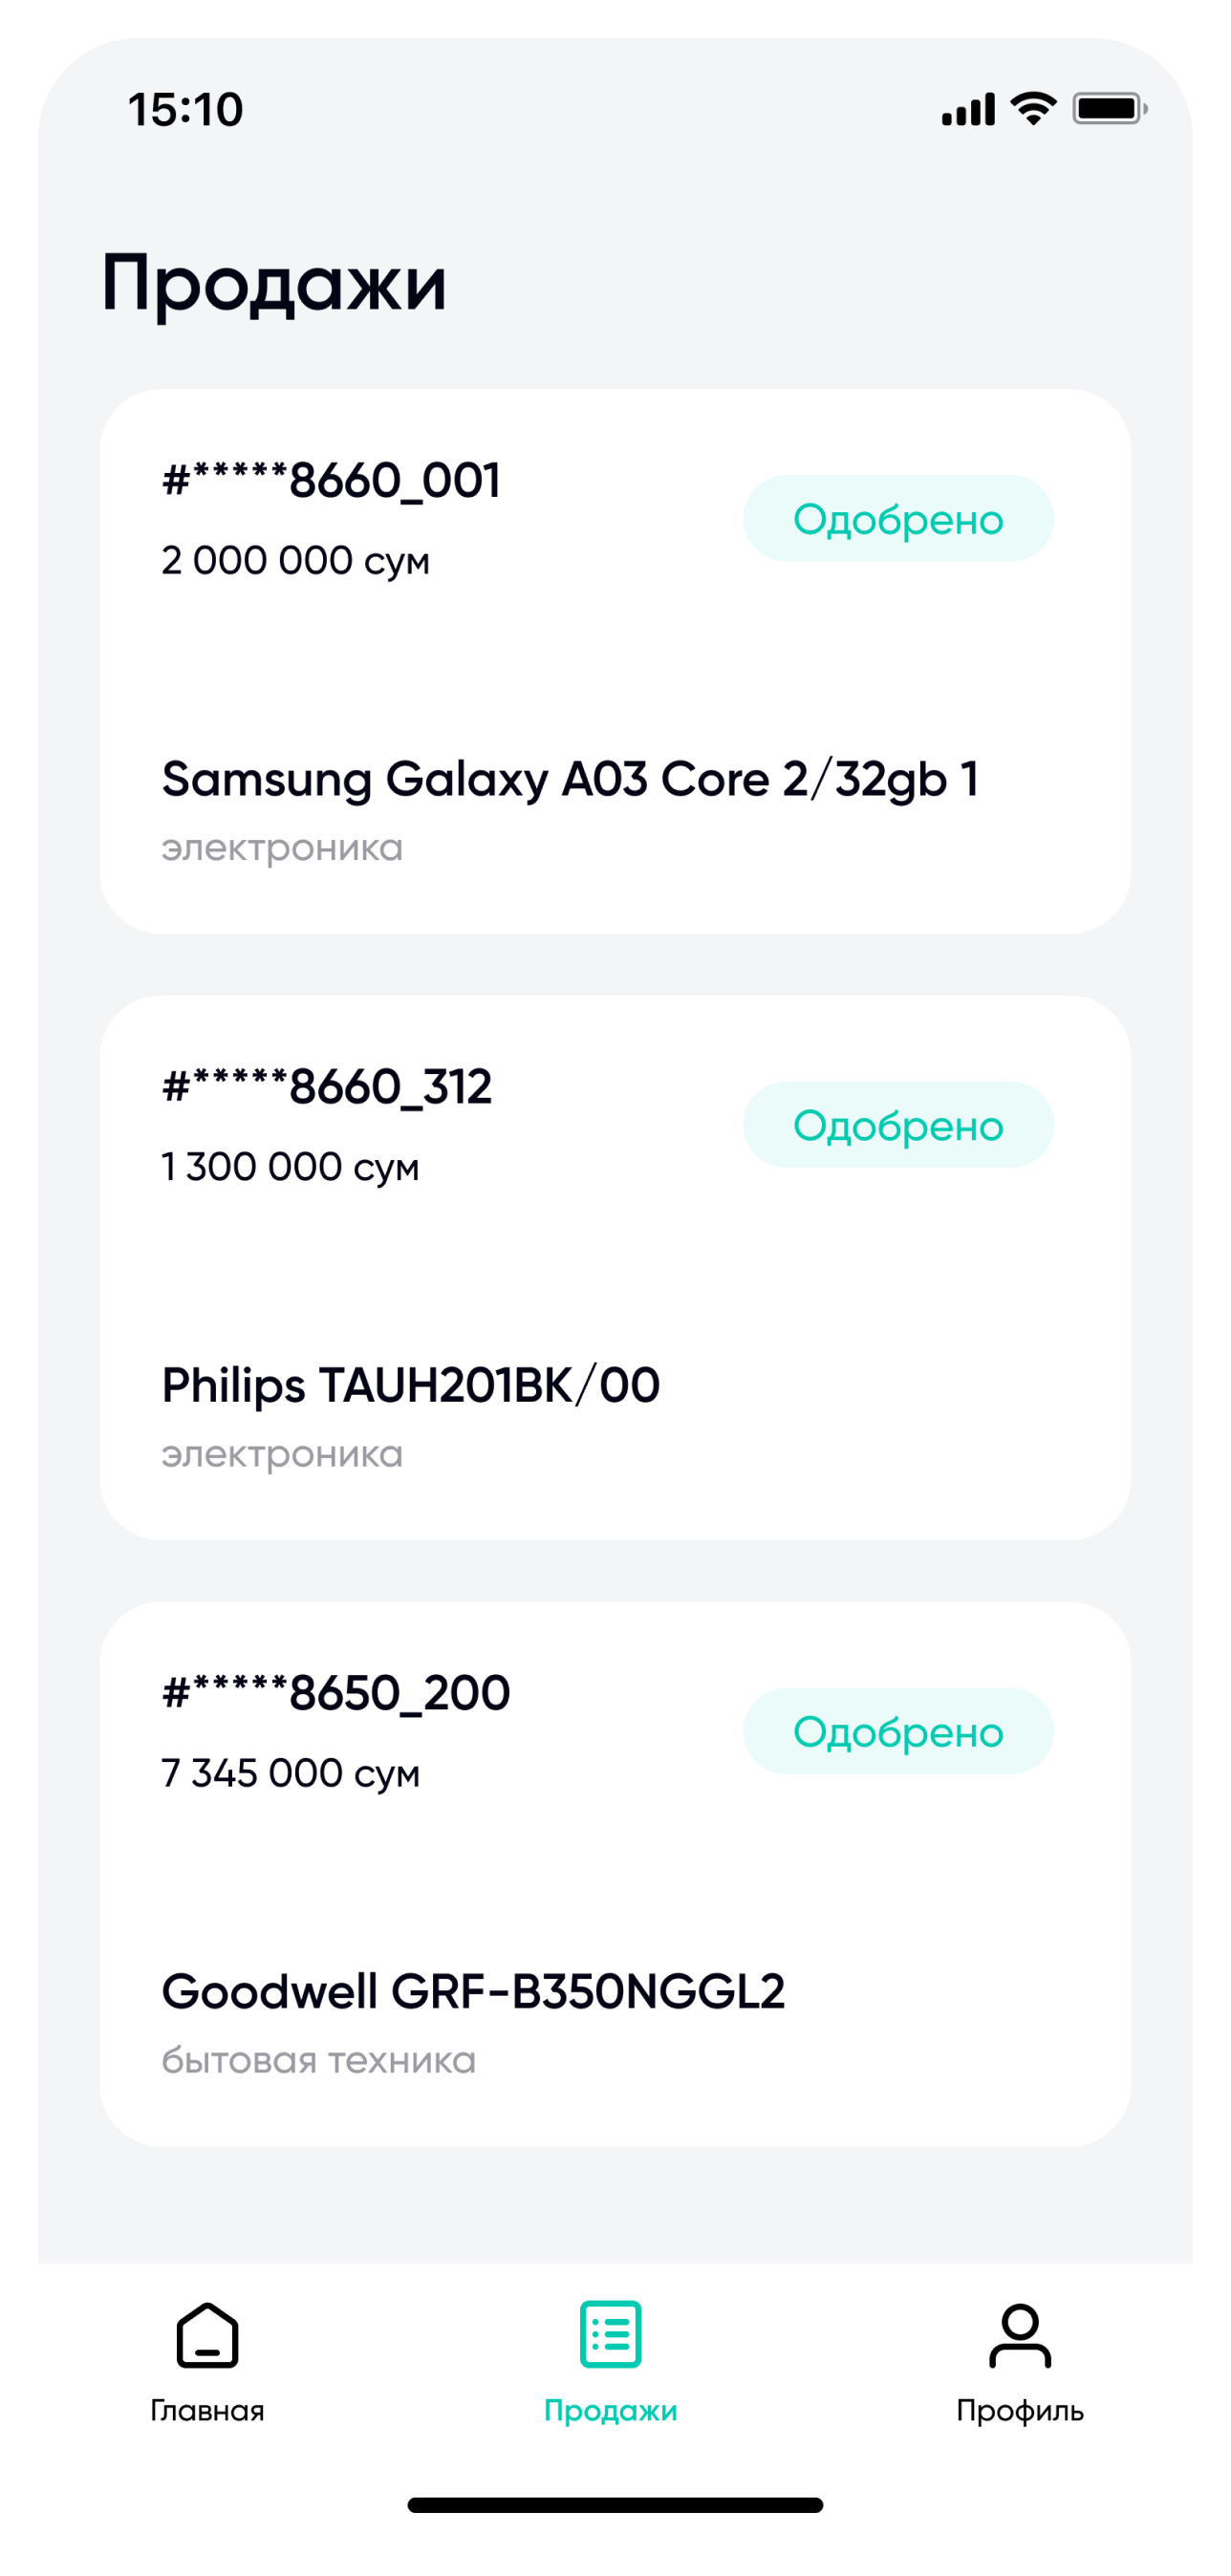 15:10
Продажи
#*****8660_001
Одобрено
2 000 000 сум
Samsung Galaxy A03 Core 2/32gb 1
электроника
#*****8660_312
Одобрено
1 300 000 сум
Philips TAUH201BK/00
электроника
#*****8650_200
Одобрено
7 345 000 сум
Goodwell GRF-B350NGGL2
бытовая техника
Главная
Продажи
Профиль